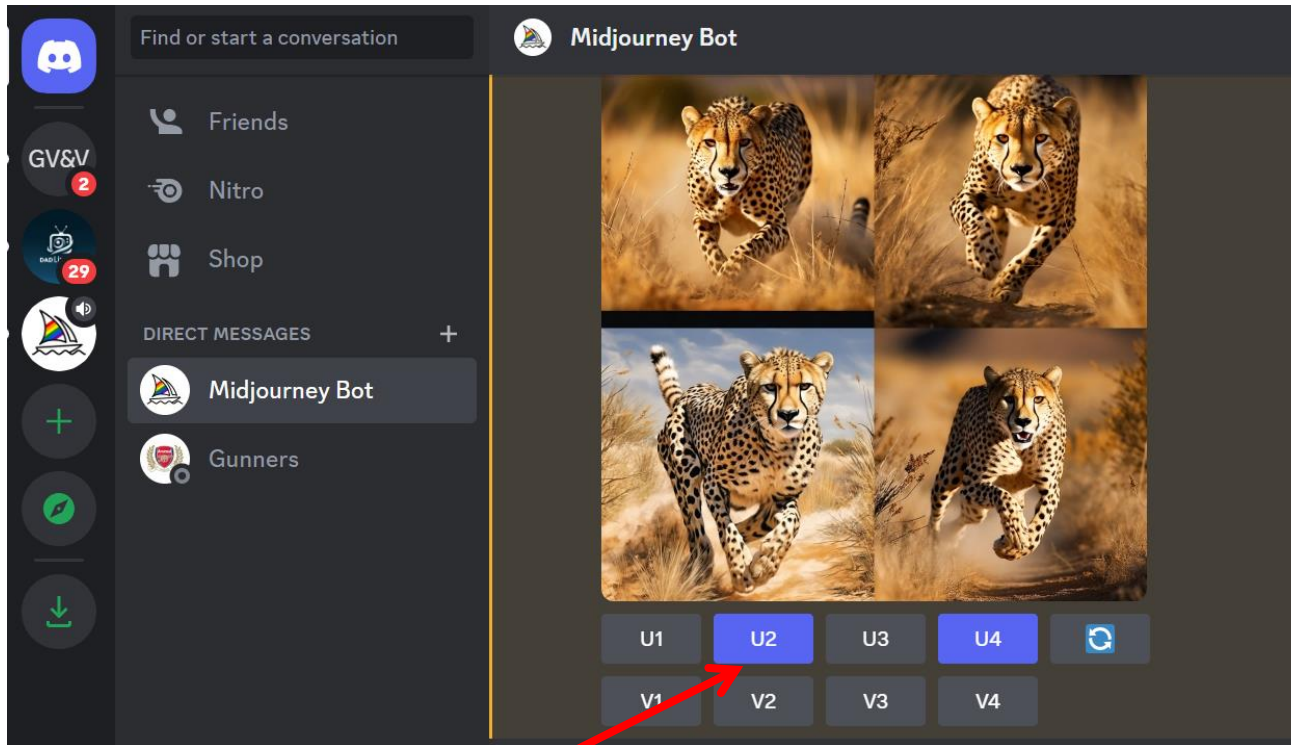 Find or start a conversation
Midjourney Bot
Friends
GV&V
2
Nitro
Shop
29
DIRECT MESSAGES +
Midjourney Bot
Gunners
U1 U2 U3 U4
V1 V2 V3 V4